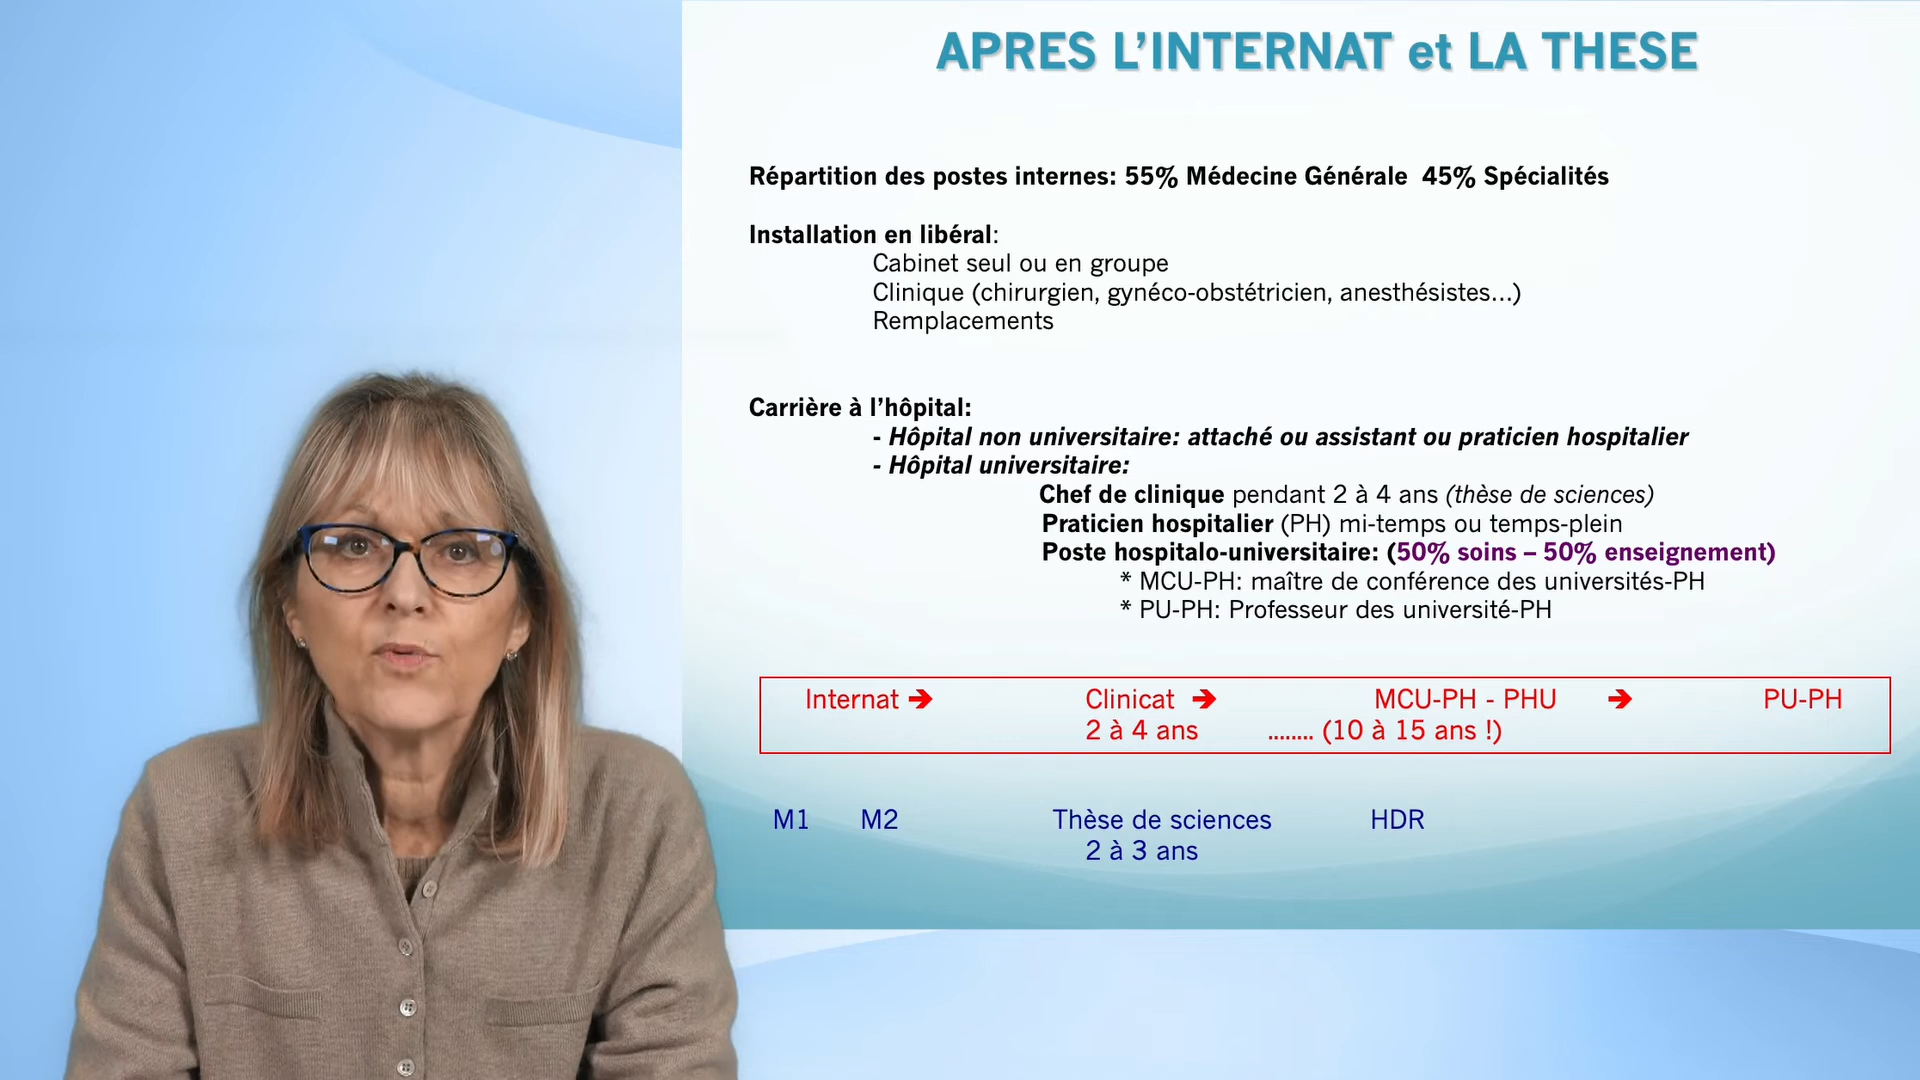 APRES L’INTERNAT et LA THESE
Répartition des postes internes: 55% Médecine Générale 45% Spécialités
Installation en libéral:
Cabinet seul ou en groupe
Clinique (chirurgien, gynéco-obstétricien, anesthésistes...)
Remplacements
Carrière à l’hôpital:
- Hôpital non universitaire: attaché ou assistant ou praticien hospitalier
- Hôpital universitaire:
Chef de clinique pendant 2 à 4 ans (thèse de sciences)
Praticien hospitalier (PH) mi-temps ou temps-plein
Poste hospitalo-universitaire: (50% soins – 50% enseignement)
* MCU-PH: maître de conférence des universités-PH
* PU-PH: Professeur des université-PH
Internat ➔ Clinicat ➔ MCU-PH - PHU ➔ PU-PH
2 à 4 ans ........ (10 à 15 ans !)
M1 M2 Thèse de sciences HDR
2 à 3 ans